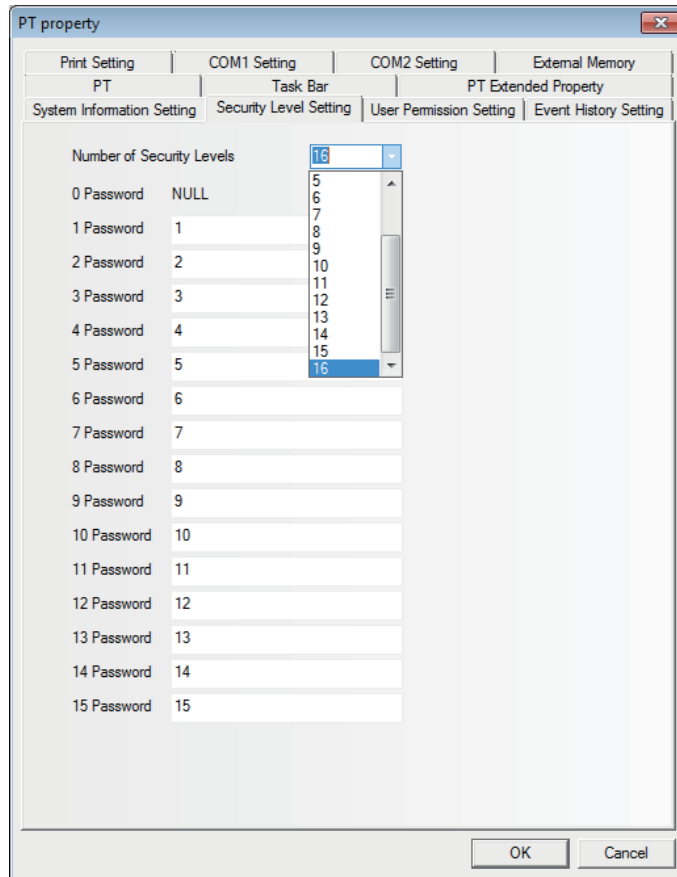 PT property
Print Setting COM1 Setting COM2 Setting External Memory
PT Task Bar PT Extended Property
System Information Setting Security Level Setting User Permission Setting Event History Setting
Number of Security Levels 16
5
6
7
8
9
10
11
12
13
14
15
16
0 Password NULL
1 Password 1
2 Password 2
3 Password 3
4 Password 4
5 Password 5
6 Password 6
7 Password 7
8 Password 8
9 Password 9
10 Password 10
11 Password 11
12 Password 12
13 Password 13
14 Password 14
15 Password 15
OK Cancel